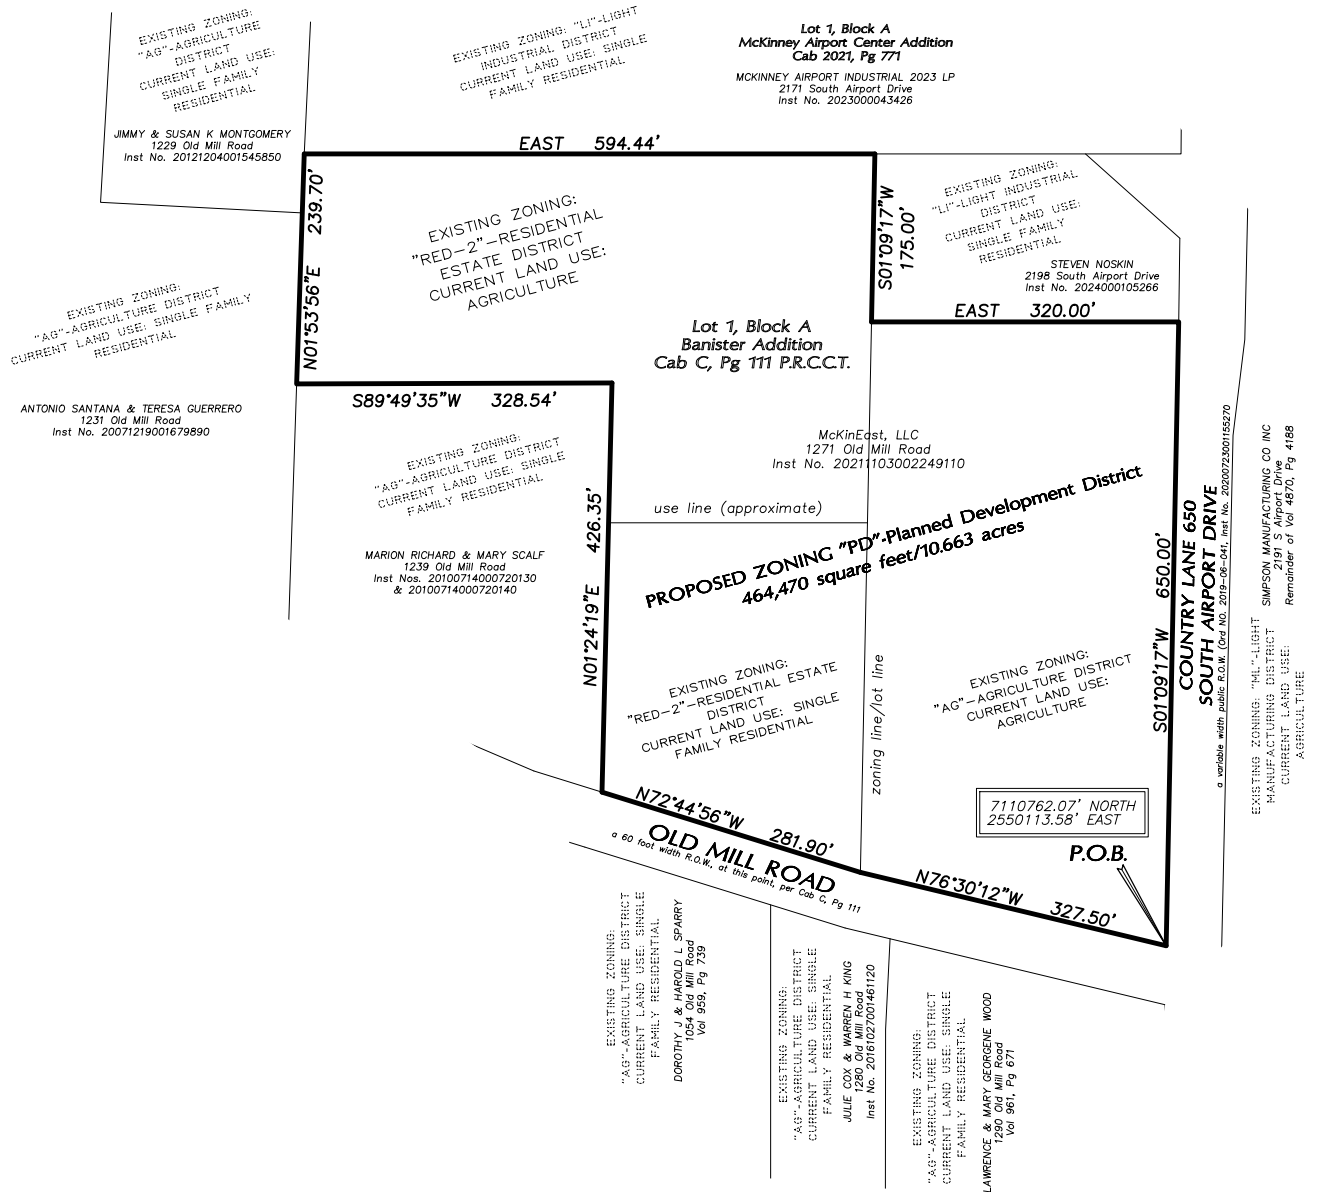 EXISTING ZONING:
"AG"-AGRICULTURE
DISTRICT
CURRENT LAND USE:
SINGLE FAMILY
RESIDENTIAL
JIMMY & SUSAN K MONTGOMERY
1229 Old Mill Road
Inst No. 20121204001545850
EXISTING ZONING: "LI"-LIGHT
INDUSTRIAL DISTRICT
CURRENT LAND USE: SINGLE
FAMILY RESIDENTIAL
Lot 1, Block A
McKinney Airport Center Addition
Cab 2021, Pg 771
MCKINNEY AIRPORT INDUSTRIAL 2023 LP
2171 South Airport Drive
Inst No. 2023000043426
EAST 594.44'
N01°53'56"E 239.70'
EXISTING ZONING:
"RED-2"-RESIDENTIAL
ESTATE DISTRICT
CURRENT LAND USE:
AGRICULTURE
S01°09'17"W
175.00'
EXISTING ZONING:
"LI"-LIGHT INDUSTRIAL
DISTRICT
CURRENT LAND USE:
SINGLE FAMILY
RESIDENTIAL
STEVEN NOSKIN
2198 South Airport Drive
Inst No. 2024000105266
EAST 320.00'
EXISTING ZONING:
"AG"-AGRICULTURE DISTRICT
CURRENT LAND USE: SINGLE FAMILY
RESIDENTIAL
ANTONIO SANTANA & TERESA GUERRERO
1231 Old Mill Road
Inst No. 20071219001679890
Lot 1, Block A
Banister Addition
Cab C, Pg 111 P.R.C.C.T.
S89°49'35"W 328.54'
EXISTING ZONING:
"AG"-AGRICULTURE DISTRICT
CURRENT LAND USE: SINGLE
FAMILY RESIDENTIAL
MARION RICHARD & MARY SCALF
1239 Old Mill Road
Inst Nos. 20100714000720130
& 20100714000720140
McKinEast, LLC
1271 Old Mill Road
Inst No. 20211103002249110
use line (approximate)
PROPOSED ZONING "PD"-Planned Development District
464,470 square feet/10.663 acres
N01°24'19"E 426.35'
EXISTING ZONING:
"RED-2"-RESIDENTIAL ESTATE
DISTRICT
CURRENT LAND USE: SINGLE
FAMILY RESIDENTIAL
zoning line/lot line
EXISTING ZONING:
"AG"-AGRICULTURE DISTRICT
CURRENT LAND USE:
AGRICULTURE
S01°09'17"W 650.00'
COUNTRY LANE 650
SOUTH AIRPORT DRIVE
a variable width public R.O.W. (Ord NO. 2019-06-041, Inst No. 20200723001155270
SIMPSON MANUFACTURING CO INC
2191 S Airport Drive
Remainder of Vol 4870, Pg 4188
EXISTING ZONING: "ML"-LIGHT
MANUFACTURING DISTRICT
CURRENT LAND USE:
AGRICULTURE
7110762.07' NORTH
2550113.58' EAST
P.O.B.
N72°44'56"W 281.90'
OLD MILL ROAD
a 60 foot width R.O.W., at this point, per Cab C, Pg 111
N76°30'12"W 327.50'
EXISTING ZONING:
"AG"-AGRICULTURE DISTRICT
CURRENT LAND USE: SINGLE
FAMILY RESIDENTIAL
DOROTHY J & HAROLD L SPARRY
1054 Old Mill Road
Vol 959, Pg 739
EXISTING ZONING:
"AG"-AGRICULTURE DISTRICT
CURRENT LAND USE: SINGLE
FAMILY RESIDENTIAL
JULIE COX & WARREN H KING
1280 Old Mill Road
Inst No. 20161027001461120
EXISTING ZONING:
"AG"-AGRICULTURE DISTRICT
CURRENT LAND USE: SINGLE
FAMILY RESIDENTIAL
LAWRENCE & MARY GEORGENE WOOD
1290 Old Mill Road
Vol 961, Pg 671